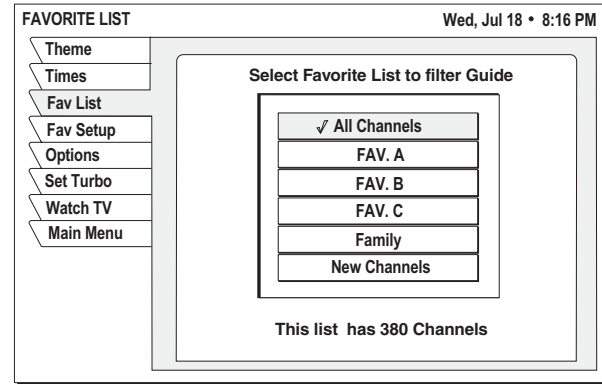 FAVORITE LIST
Wed, Jul 18 • 8:16 PM
Theme
Times
Fav List
Fav Setup
Options
Set Turbo
Watch TV
Main Menu
Select Favorite List to filter Guide
✓ All Channels
FAV. A
FAV. B
FAV. C
Family
New Channels
This list has 380 Channels